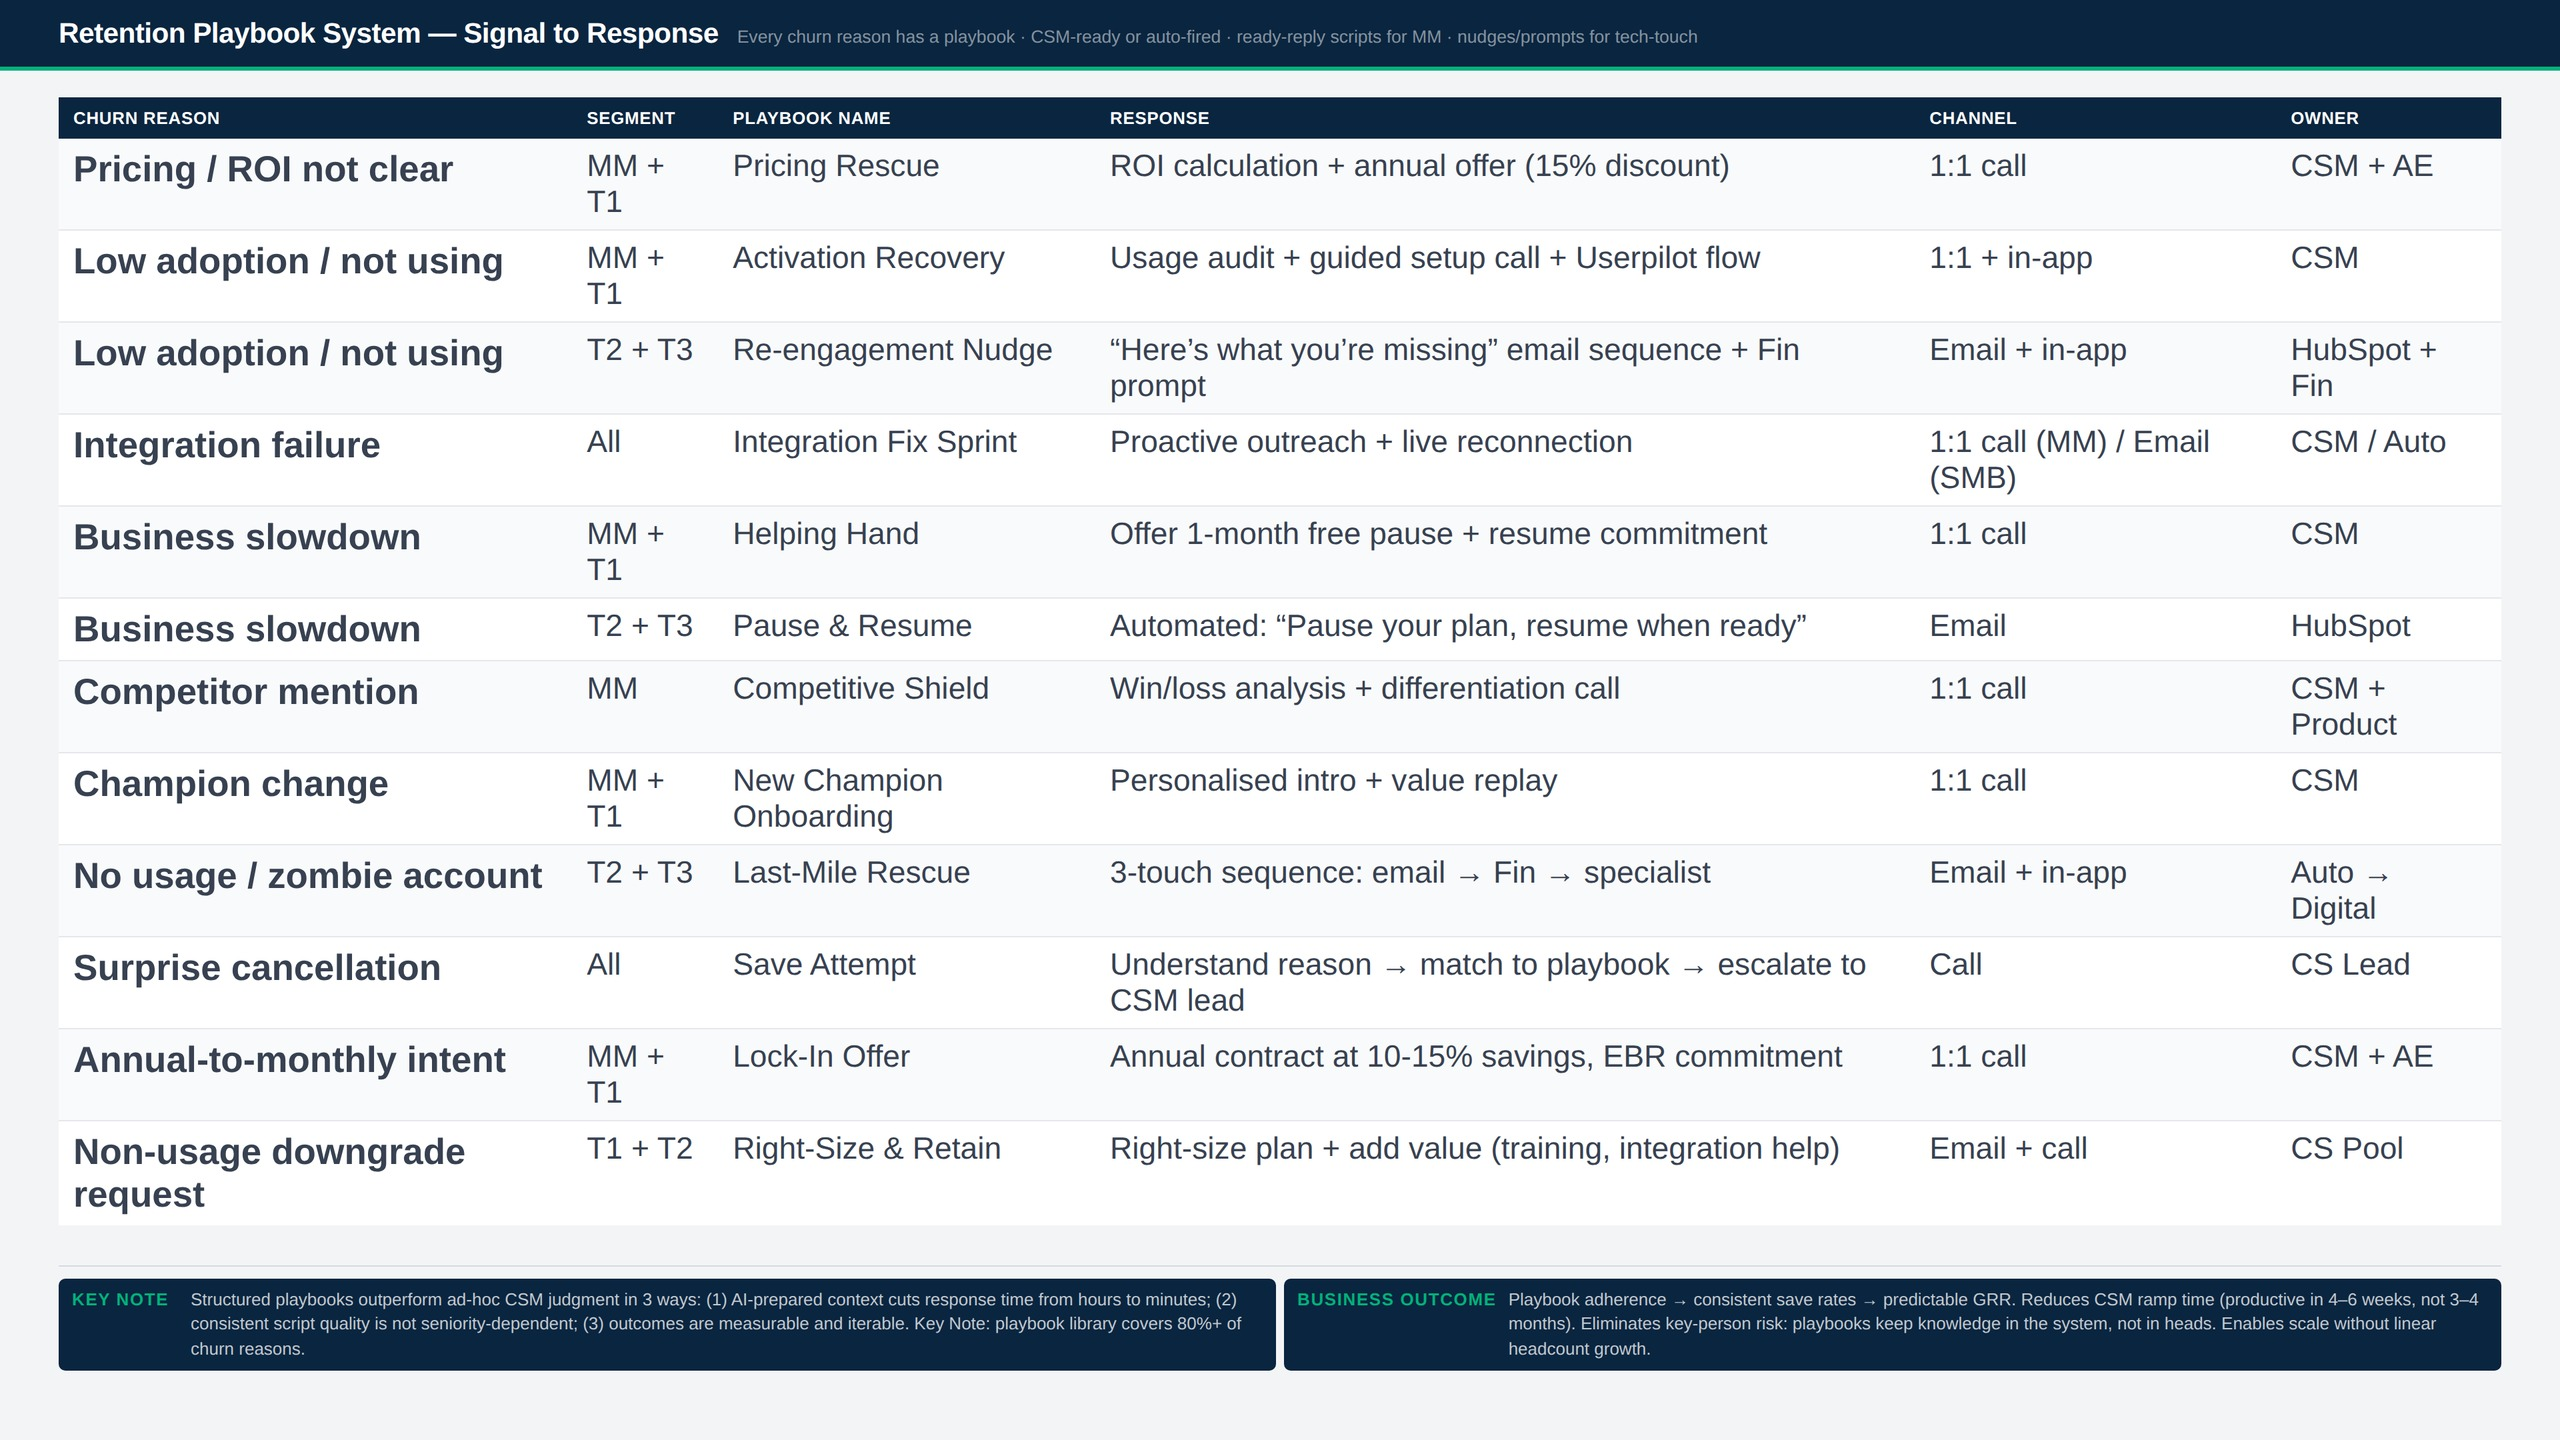 Retention Playbook System — Signal to Response Every churn reason has a playbook · CSM-ready or auto-fired · ready-reply scripts for MM · nudges/prompts for tech-touch
CHURN REASON SEGMENT PLAYBOOK NAME RESPONSE CHANNEL OWNER
Pricing / ROI not clear MM + Pricing Rescue ROI calculation + annual offer (15% discount) 1:1 call CSM + AE
T1
Low adoption / not using MM + Activation Recovery Usage audit + guided setup call + Userpilot flow 1:1 + in-app CSM
T1
Low adoption / not using T2 + T3 Re-engagement Nudge “Here’s what you’re missing” email sequence + Fin Email + in-app HubSpot +
prompt Fin
Integration failure All Integration Fix Sprint Proactive outreach + live reconnection 1:1 call (MM) / Email CSM / Auto
(SMB)
Business slowdown MM + Helping Hand Offer 1-month free pause + resume commitment 1:1 call CSM
T1
Business slowdown T2 + T3 Pause & Resume Automated: “Pause your plan, resume when ready” Email HubSpot
Competitor mention MM Competitive Shield Win/loss analysis + differentiation call 1:1 call CSM +
Product
Champion change MM + New Champion Personalised intro + value replay 1:1 call CSM
T1 Onboarding
No usage / zombie account T2 + T3 Last-Mile Rescue 3-touch sequence: email → Fin → specialist Email + in-app Auto →
Digital
Surprise cancellation All Save Attempt Understand reason → match to playbook → escalate to Call CS Lead
CSM lead
Annual-to-monthly intent MM + Lock-In Offer Annual contract at 10-15% savings, EBR commitment 1:1 call CSM + AE
T1
Non-usage downgrade T1 + T2 Right-Size & Retain Right-size plan + add value (training, integration help) Email + call CS Pool
request
KEY NOTE Structured playbooks outperform ad-hoc CSM judgment in 3 ways: (1) AI-prepared context cuts response time from hours to minutes; (2)
consistent script quality is not seniority-dependent; (3) outcomes are measurable and iterable. Key Note: playbook library covers 80%+ of
churn reasons.
BUSINESS OUTCOME Playbook adherence → consistent save rates → predictable GRR. Reduces CSM ramp time (productive in 4–6 weeks, not 3–4
months). Eliminates key-person risk: playbooks keep knowledge in the system, not in heads. Enables scale without linear
headcount growth.